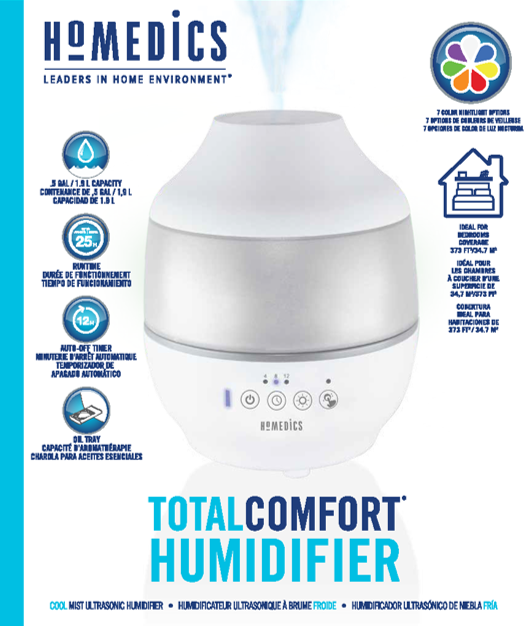 HOMEDICS
LEADERS IN HOME ENVIRONMENT®
7 COLOR NIGHTLIGHT OPTIONS
7 OPTIONS DE COULEURS DE VEILLEUSE
7 OPCIONES DE COLOR DE LUZ NOCTURNA
.5 GAL / 1.9 L CAPACITY
CONTENANCE DE ,5 GAL / 1,9 L
CAPACIDAD DE 1.9 L
IDEAL FOR
BEDROOMS
COVERAGE
373 FT²/34.7 M²
25H
RUNTIME
DURÉE DE FONCTIONNEMENT
TIEMPO DE FUNCIONAMIENTO
IDÉAL POUR
LES CHAMBRES
À COUCHER D'UNE
SUPERFICIE DE
34,7 M²/373 PI²
COBERTURA
IDEAL PARA
HABITACIONES DE
373 FT² / 34.7 M²
12H
AUTO-OFF TIMER
MINUTERIE D'ARRÊT AUTOMATIQUE
TEMPORIZADOR DE
APAGADO AUTOMÁTICO
4 8 12
HOMEDICS
OIL TRAY
CAPACITÉ D'AROMATHÉRAPIE
CHAROLA PARA ACEITES ESENCIALES
TOTALCOMFORT®
HUMIDIFIER
COOL MIST ULTRASONIC HUMIDIFIER • HUMIDIFICATEUR ULTRASONIQUE À BRUME FROIDE • HUMIDIFICADOR ULTRASÓNICO DE NIEBLA FRÍA